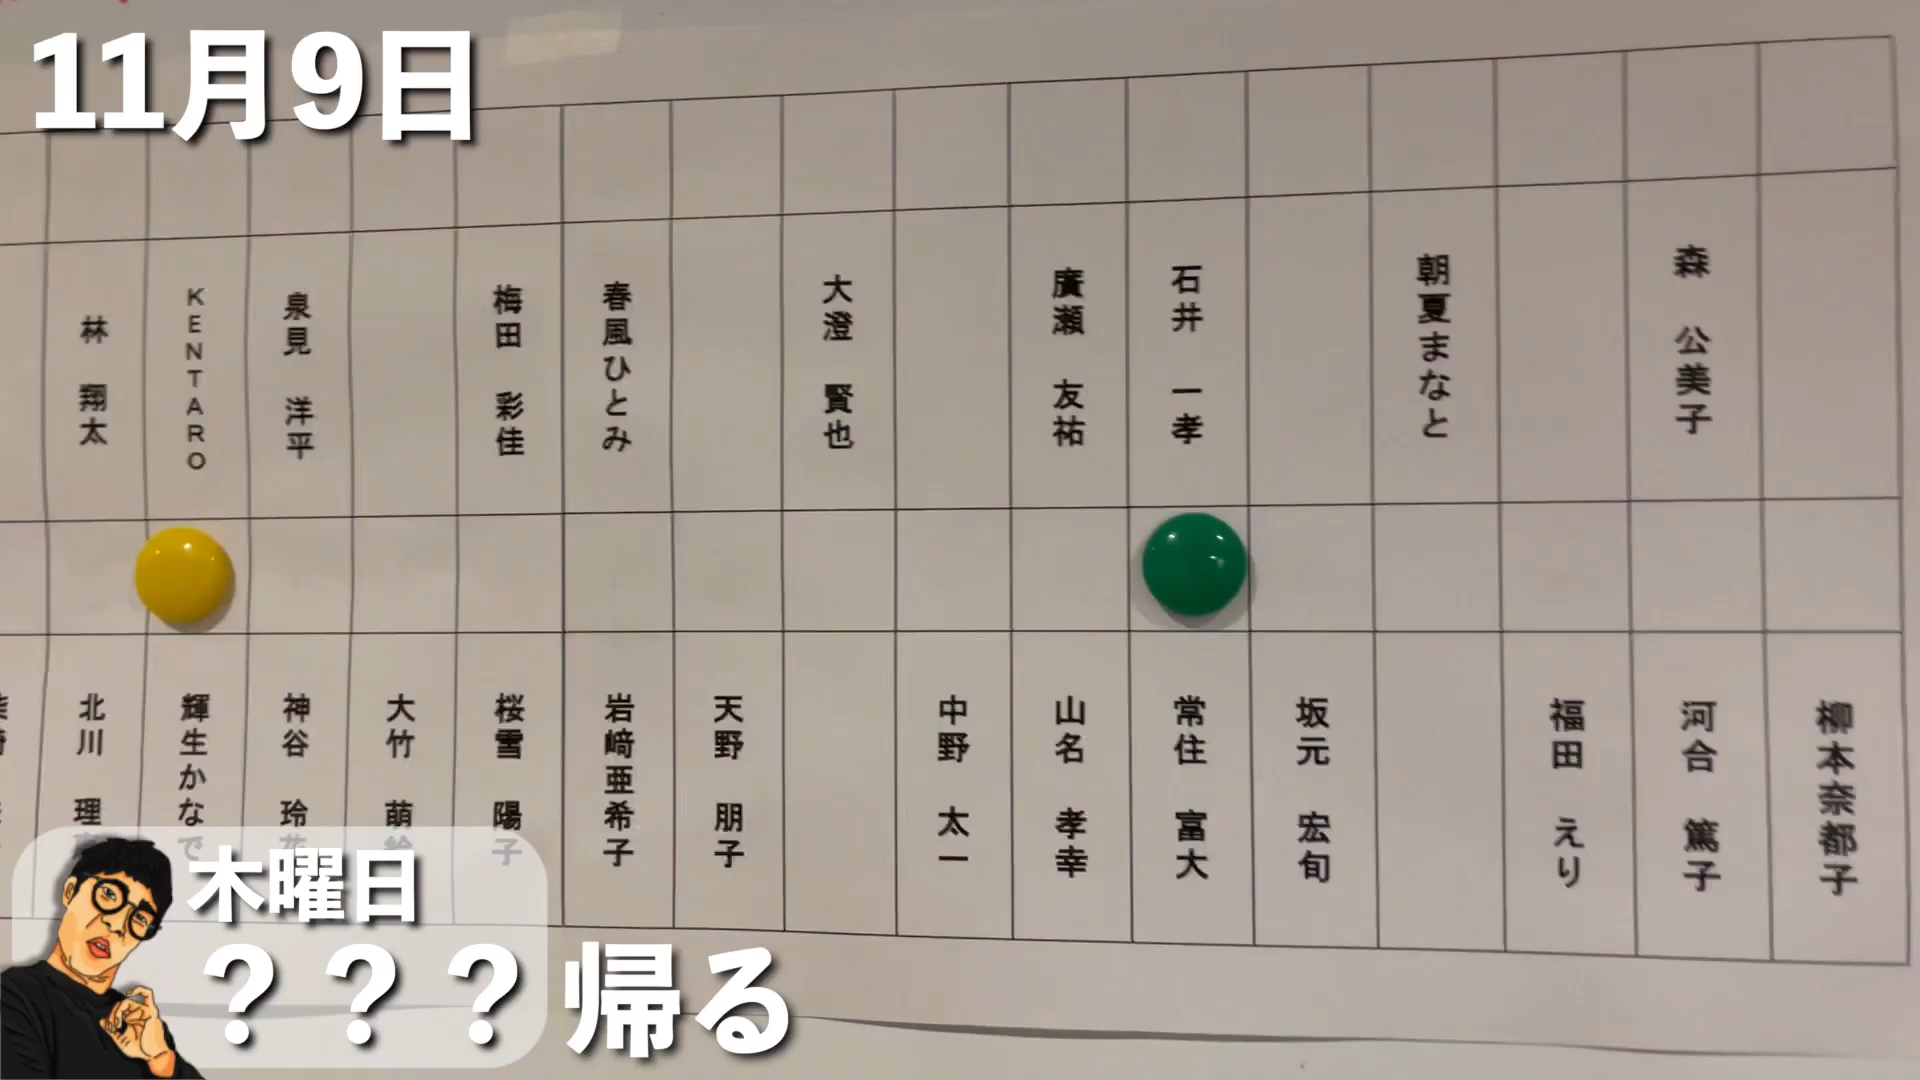 11月9日
森 公美子
朝夏まなと
石井 一孝
廣瀬 友祐
大澄 賢也
春風ひとみ
梅田 彩佳
泉見 洋平
KENTARO
林 翔太
柳本奈都子
河合 篤子
福田 えり
坂元 宏旬
常住 富大
山名 孝幸
中野 太一
天野 朋子
岩﨑亜希子
桜雪 陽子
大竹 萌絵
神谷 玲花
輝生かなで
北川 理
木曜日
???帰る